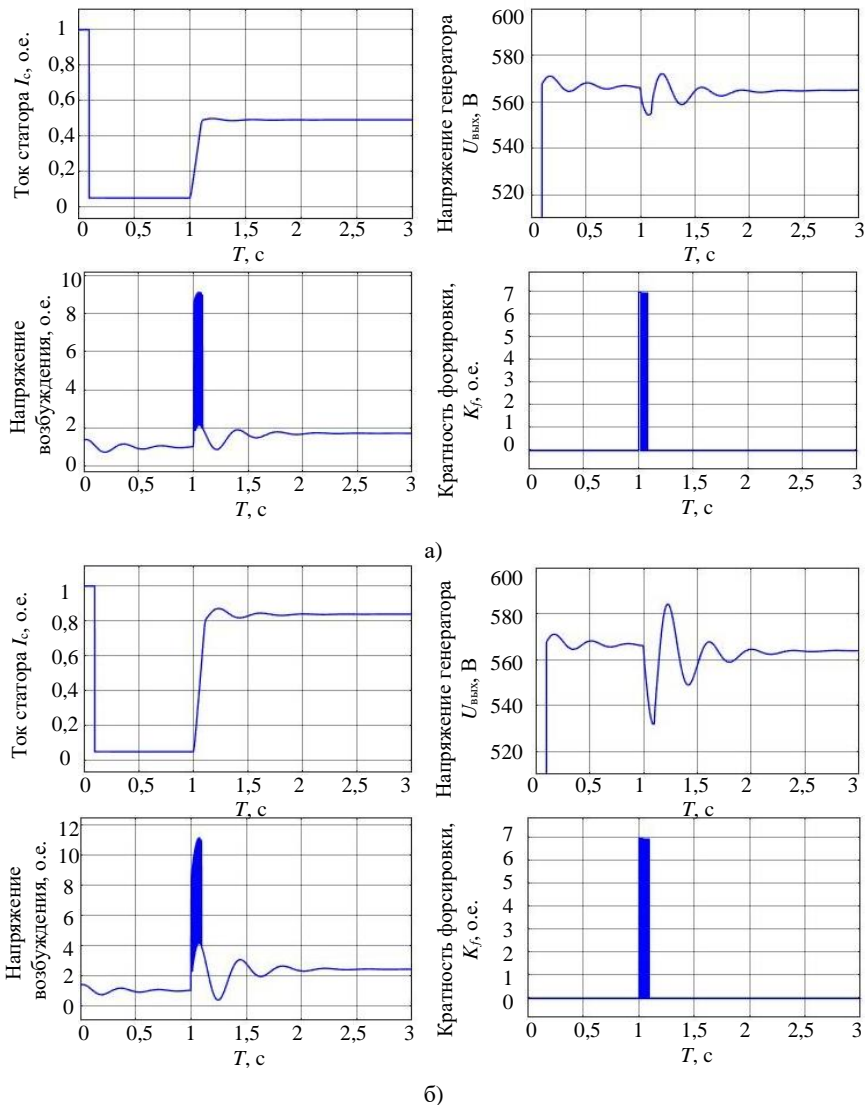 Ток статора Iс, о.е.
1
0,8
0,6
0,4
0,2
0
0 0,5 1 1,5 2 2,5 3
T, с
Напряжение генератора
Uвых, В
600
580
560
540
520
0 0,5 1 1,5 2 2,5 3
T, с
Напряжение
возбуждения, о.е.
10
8
6
4
2
0
0 0,5 1 1,5 2 2,5 3
T, с
Кратность форсировки,
Kf, о.е.
7
6
5
4
3
2
1
0
0 0,5 1 1,5 2 2,5 3
T, с
а)
Ток статора Iс, о.е.
1
0,8
0,6
0,4
0,2
0
0 0,5 1 1,5 2 2,5 3
T, с
Напряжение генератора
Uвых, В
600
580
560
540
520
0 0,5 1 1,5 2 2,5 3
T, с
Напряжение
возбуждения, о.е.
12
10
8
6
4
2
0
0 0,5 1 1,5 2 2,5 3
T, с
Кратность форсировки,
Kf, о.е.
7
6
5
4
3
2
1
0
0 0,5 1 1,5 2 2,5 3
T, с
б)